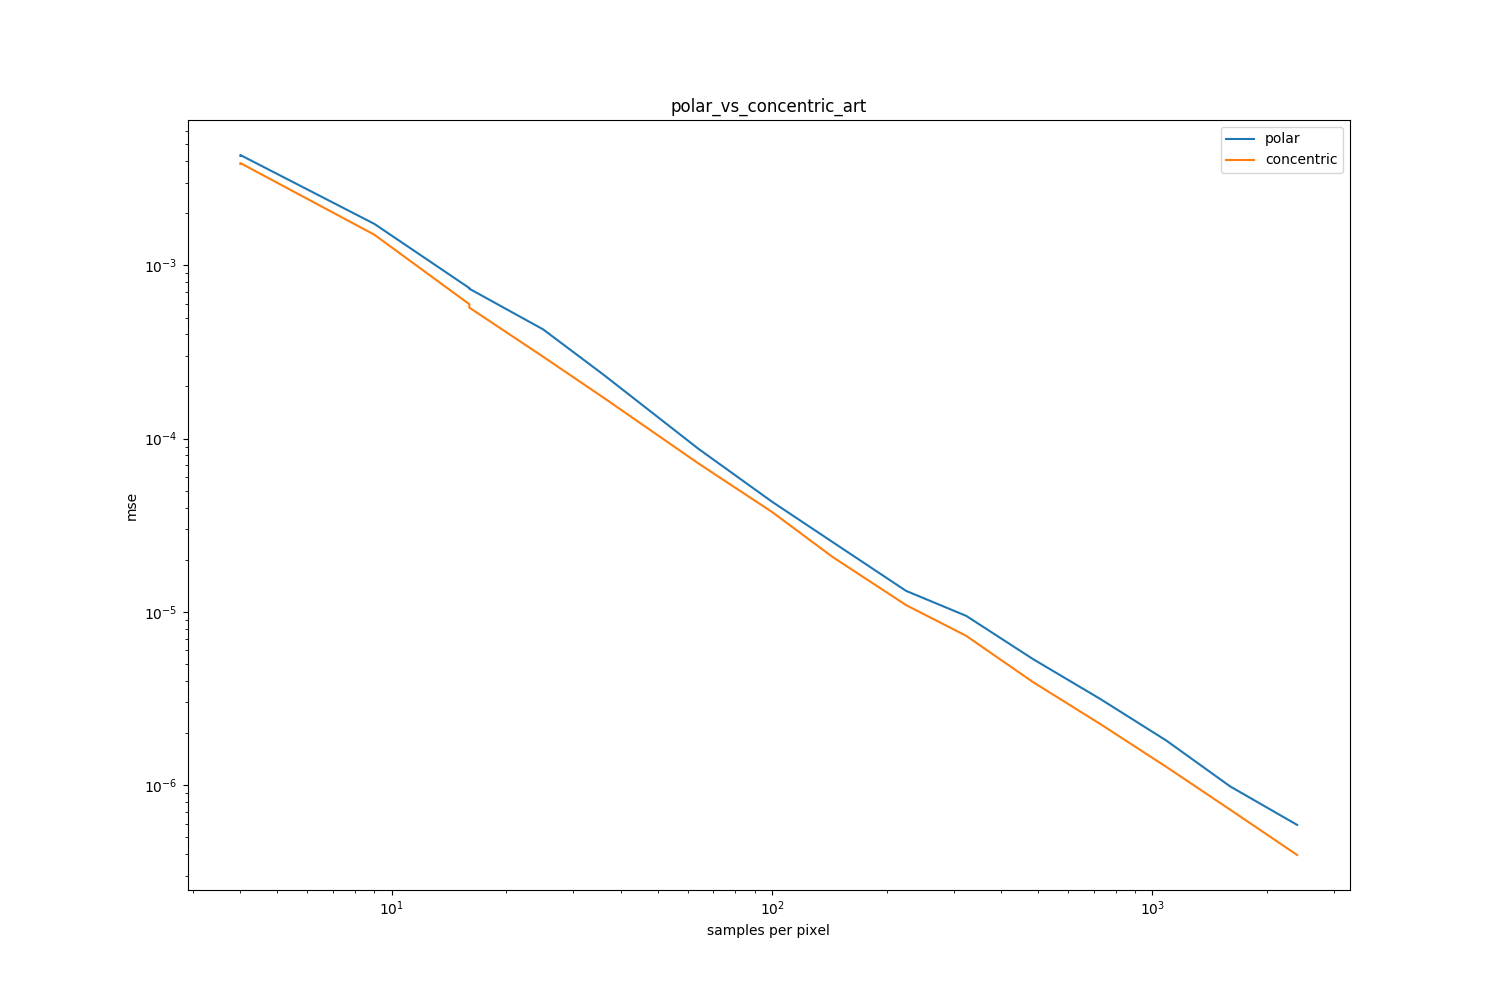 polar_vs_concentric_art
polar
concentric
10⁻³
10⁻⁴
mse
10⁻⁵
10⁻⁶
10¹ 10² 10³
samples per pixel